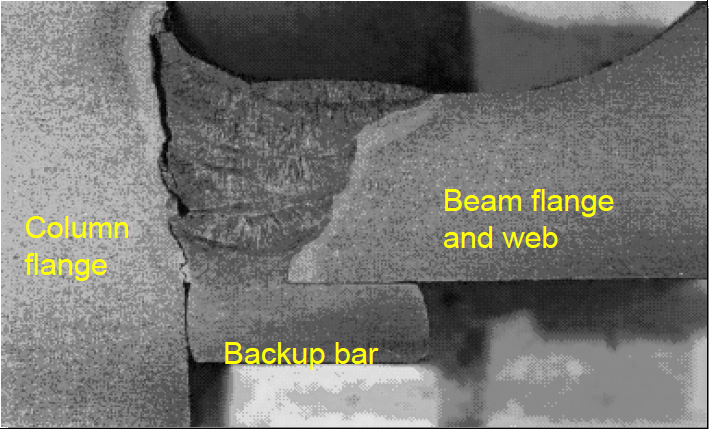 Column
flange
Beam flange
and web
Backup bar